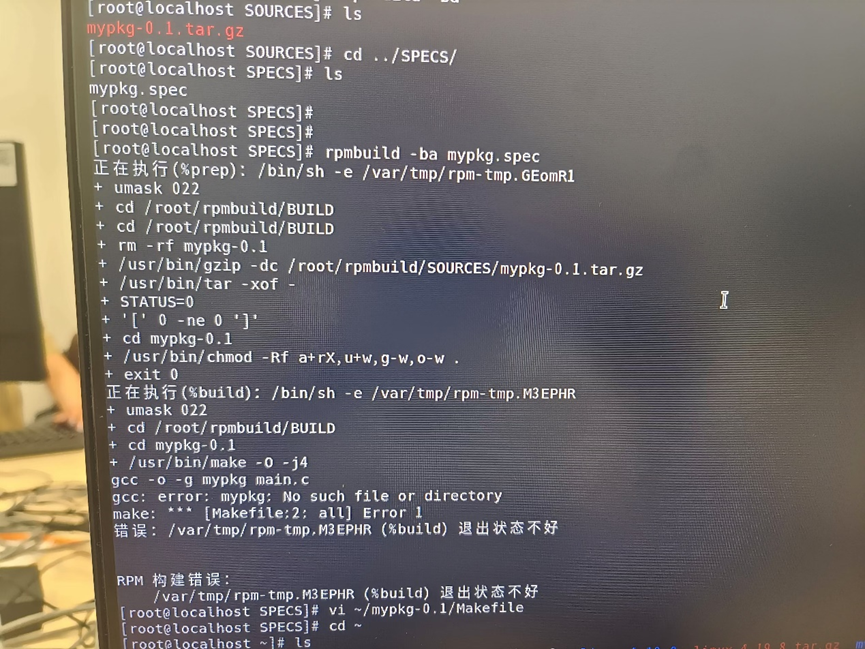 [root@localhost SOURCES]# ls
mypkg-0.1.tar.gz
[root@localhost SOURCES]# cd ../SPECS/
[root@localhost SPECS]# ls
mypkg.spec
[root@localhost SPECS]#
[root@localhost SPECS]#
[root@localhost SPECS]# rpmbuild -ba mypkg.spec
正在执行(%prep): /bin/sh -e /var/tmp/rpm-tmp.GEomR1
+ umask 022
+ cd /root/rpmbuild/BUILD
+ cd /root/rpmbuild/BUILD
+ rm -rf mypkg-0.1
+ /usr/bin/gzip -dc /root/rpmbuild/SOURCES/mypkg-0.1.tar.gz
+ /usr/bin/tar -xof -
+ STATUS=0
+ '[' 0 -ne 0 ']'
+ cd mypkg-0.1
+ /usr/bin/chmod -Rf a+rX,u+w,g-w,o-w .
+ exit 0
正在执行(%build): /bin/sh -e /var/tmp/rpm-tmp.M3EPHR
+ umask 022
+ cd /root/rpmbuild/BUILD
+ cd mypkg-0.1
+ /usr/bin/make -O -j4
gcc -o -g mypkg main.c
gcc: error: mypkg: No such file or directory
make: *** [Makefile:2: all] Error 1
错误: /var/tmp/rpm-tmp.M3EPHR (%build) 退出状态不好
RPM 构建错误:
/var/tmp/rpm-tmp.M3EPHR (%build) 退出状态不好
[root@localhost SPECS]# vi ~/mypkg-0.1/Makefile
[root@localhost SPECS]# cd ~
[root@localhost ~]# ls